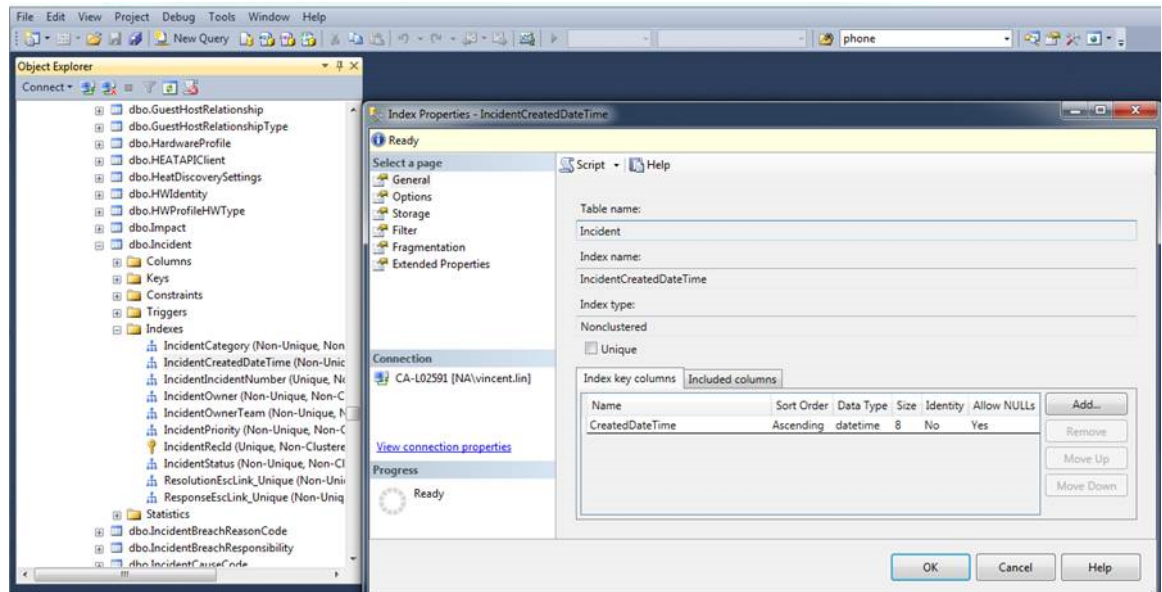 File Edit View Project Debug Tools Window Help
New Query phone
Object Explorer
Connect
dbo.GuestHostRelationship
dbo.GuestHostRelationshipType
dbo.HardwareProfile
dbo.HEATAPIClient
dbo.HeatDiscoverySettings
dbo.HWIdentity
dbo.HWProfileHWType
dbo.Impact
dbo.Incident
Columns
Keys
Constraints
Triggers
Indexes
IncidentCategory (Non-Unique, Non
IncidentCreatedDateTime (Non-Unic
IncidentIncidentNumber (Unique, No
IncidentOwner (Non-Unique, Non-C
IncidentOwnerTeam (Non-Unique, N
IncidentPriority (Non-Unique, Non-C
IncidentRecId (Unique, Non-Clustere
IncidentStatus (Non-Unique, Non-Cl
ResolutionEscLink_Unique (Non-Uni
ResponseEscLink_Unique (Non-Uniq
Statistics
dbo.IncidentBreachReasonCode
dbo.IncidentBreachResponsibility
dbo.IncidentCauseCode
Index Properties - IncidentCreatedDateTime
Ready
Select a page
General
Options
Storage
Filter
Fragmentation
Extended Properties
Connection
CA-L02591 [NA\vincent.lin]
View connection properties
Progress
Ready
Script Help
Table name:
Incident
Index name:
IncidentCreatedDateTime
Index type:
Nonclustered
Unique
Index key columns Included columns
Name Sort Order Data Type Size Identity Allow NULLs
CreatedDateTime Ascending datetime 8 No Yes
Add...
Remove
Move Up
Move Down
OK Cancel Help